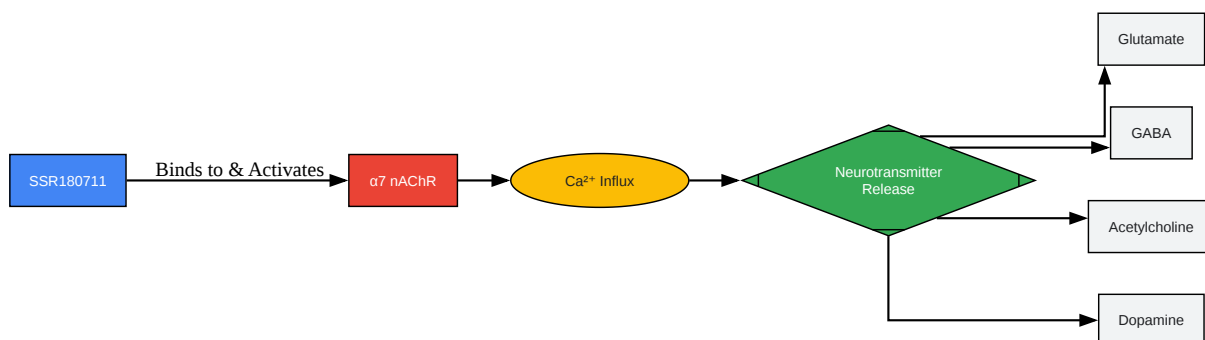 SSR180711
Binds to & Activates
α7 nAChR
Ca²⁺ Influx
Neurotransmitter
Release
Glutamate
GABA
Acetylcholine
Dopamine